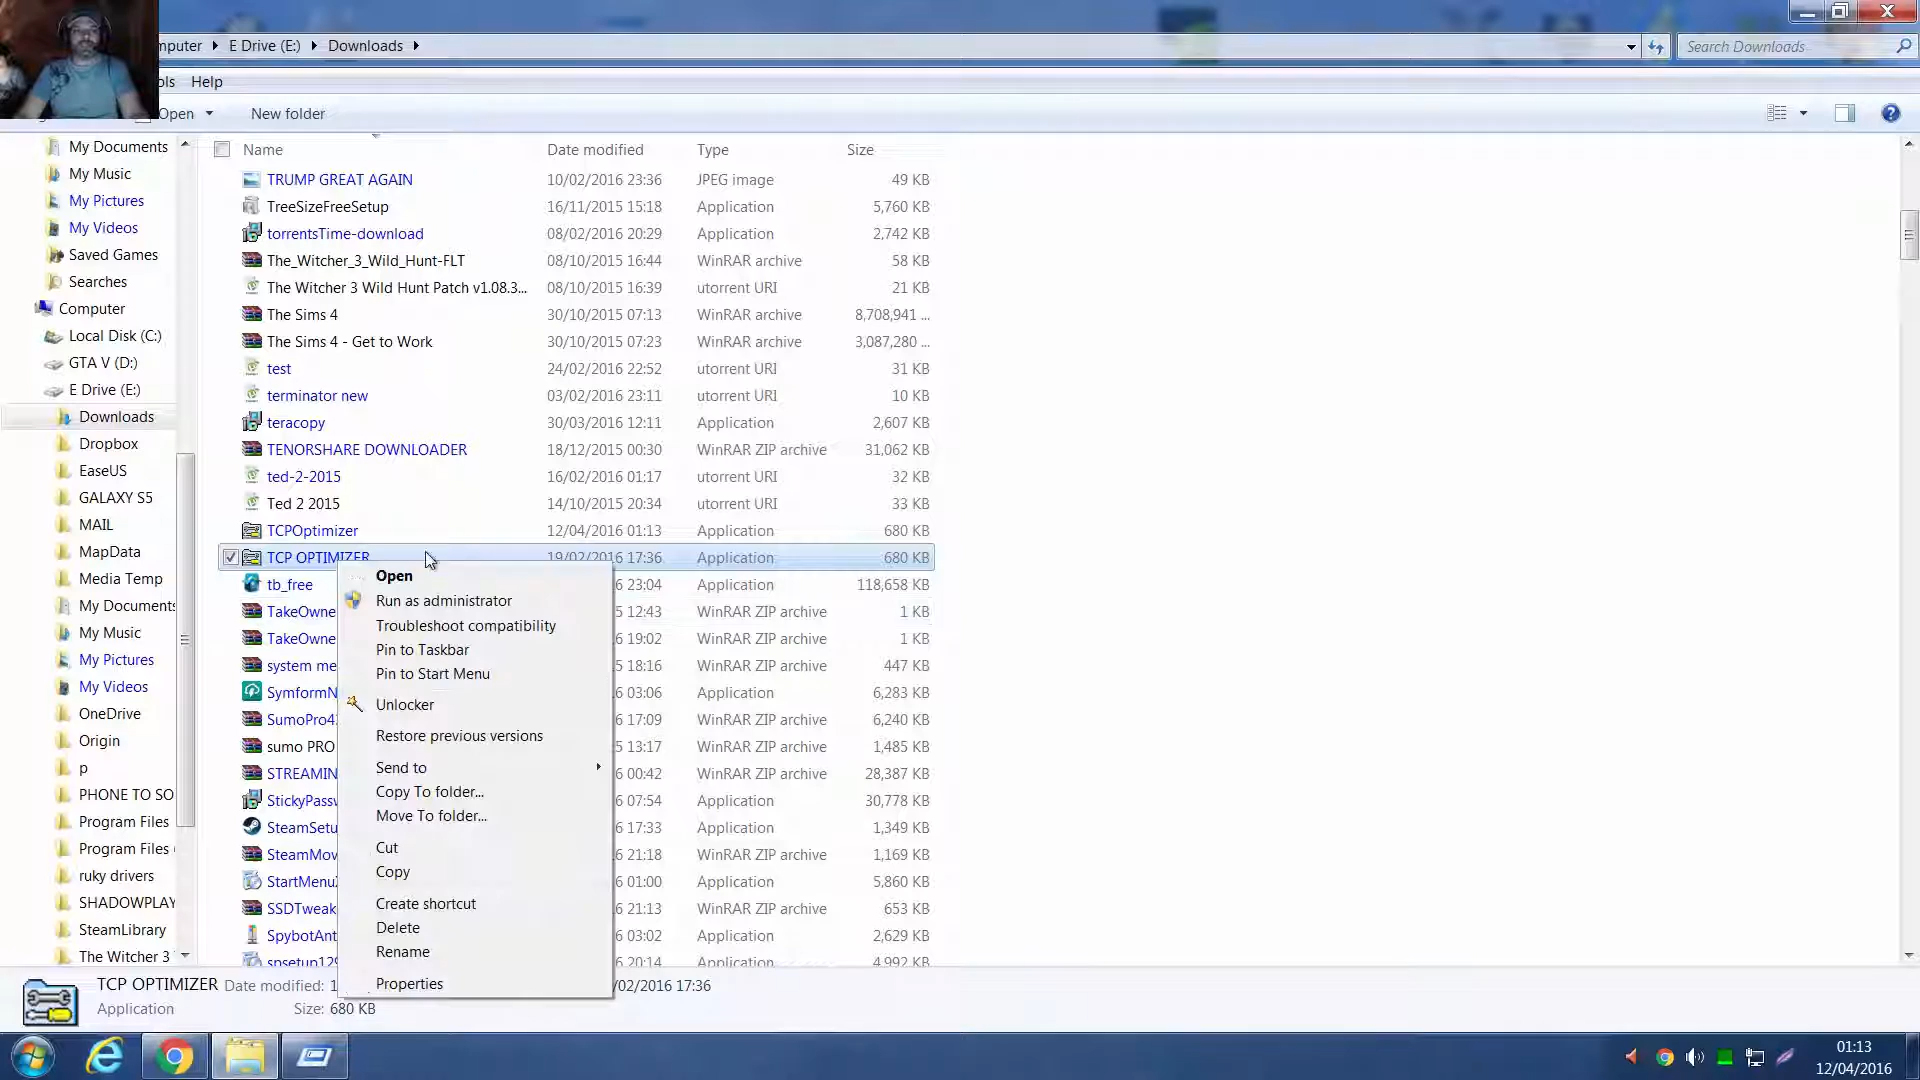 mputer ▸ E Drive (E:) ▸ Downloads ▸
Search Downloads
ols Help
Open
New folder
My Documents
My Music
My Pictures
My Videos
Saved Games
Searches
Computer
Local Disk (C:)
GTA V (D:)
E Drive (E:)
Downloads
Dropbox
EaseUS
GALAXY S5
MAIL
MapData
Media Temp
My Documents
My Music
My Pictures
My Videos
OneDrive
Origin
p
PHONE TO SO
Program Files
Program Files
ruky drivers
SHADOWPLAY
SteamLibrary
The Witcher 3
Name Date modified Type Size
TRUMP GREAT AGAIN 10/02/2016 23:36 JPEG image 49 KB
TreeSizeFreeSetup 16/11/2015 15:18 Application 5,760 KB
torrentsTime-download 08/02/2016 20:29 Application 2,742 KB
The_Witcher_3_Wild_Hunt-FLT 08/10/2015 16:44 WinRAR archive 58 KB
The Witcher 3 Wild Hunt Patch v1.08.3... 08/10/2015 16:39 utorrent URI 21 KB
The Sims 4 30/10/2015 07:13 WinRAR archive 8,708,941 ...
The Sims 4 - Get to Work 30/10/2015 07:23 WinRAR archive 3,087,280 ...
test 24/02/2016 22:52 utorrent URI 31 KB
terminator new 03/02/2016 23:11 utorrent URI 10 KB
teracopy 30/03/2016 12:11 Application 2,607 KB
TENORSHARE DOWNLOADER 18/12/2015 00:30 WinRAR ZIP archive 31,062 KB
ted-2-2015 16/02/2016 01:17 utorrent URI 32 KB
Ted 2 2015 14/10/2015 20:34 utorrent URI 33 KB
TCPOptimizer 12/04/2016 01:13 Application 680 KB
TCP OPTIMIZER 19/02/2016 17:36 Application 680 KB
tb_free 6 23:04 Application 118,658 KB
TakeOwne 5 12:43 WinRAR ZIP archive 1 KB
TakeOwne 6 19:02 WinRAR ZIP archive 1 KB
system me 5 18:16 WinRAR ZIP archive 447 KB
SymformN 6 03:06 Application 6,283 KB
SumoPro4 6 17:09 WinRAR ZIP archive 6,240 KB
sumo PRO 5 13:17 WinRAR ZIP archive 1,485 KB
STREAMIN 6 00:42 WinRAR ZIP archive 28,387 KB
StickyPassw 6 07:54 Application 30,778 KB
SteamSetu 6 17:33 Application 1,349 KB
SteamMov 6 21:18 WinRAR ZIP archive 1,169 KB
StartMenu 6 01:00 Application 5,860 KB
SSDTweak 6 21:13 WinRAR ZIP archive 653 KB
SpybotAnt 6 03:02 Application 2,629 KB
spsetup129 6 20:14 Application 4,992 KB
Open
Run as administrator
Troubleshoot compatibility
Pin to Taskbar
Pin to Start Menu
Unlocker
Restore previous versions
Send to
Copy To folder...
Move To folder...
Cut
Copy
Create shortcut
Delete
Rename
Properties
TCP OPTIMIZER Date modified: 1 /02/2016 17:36
Application Size: 680 KB
01:13
12/04/2016